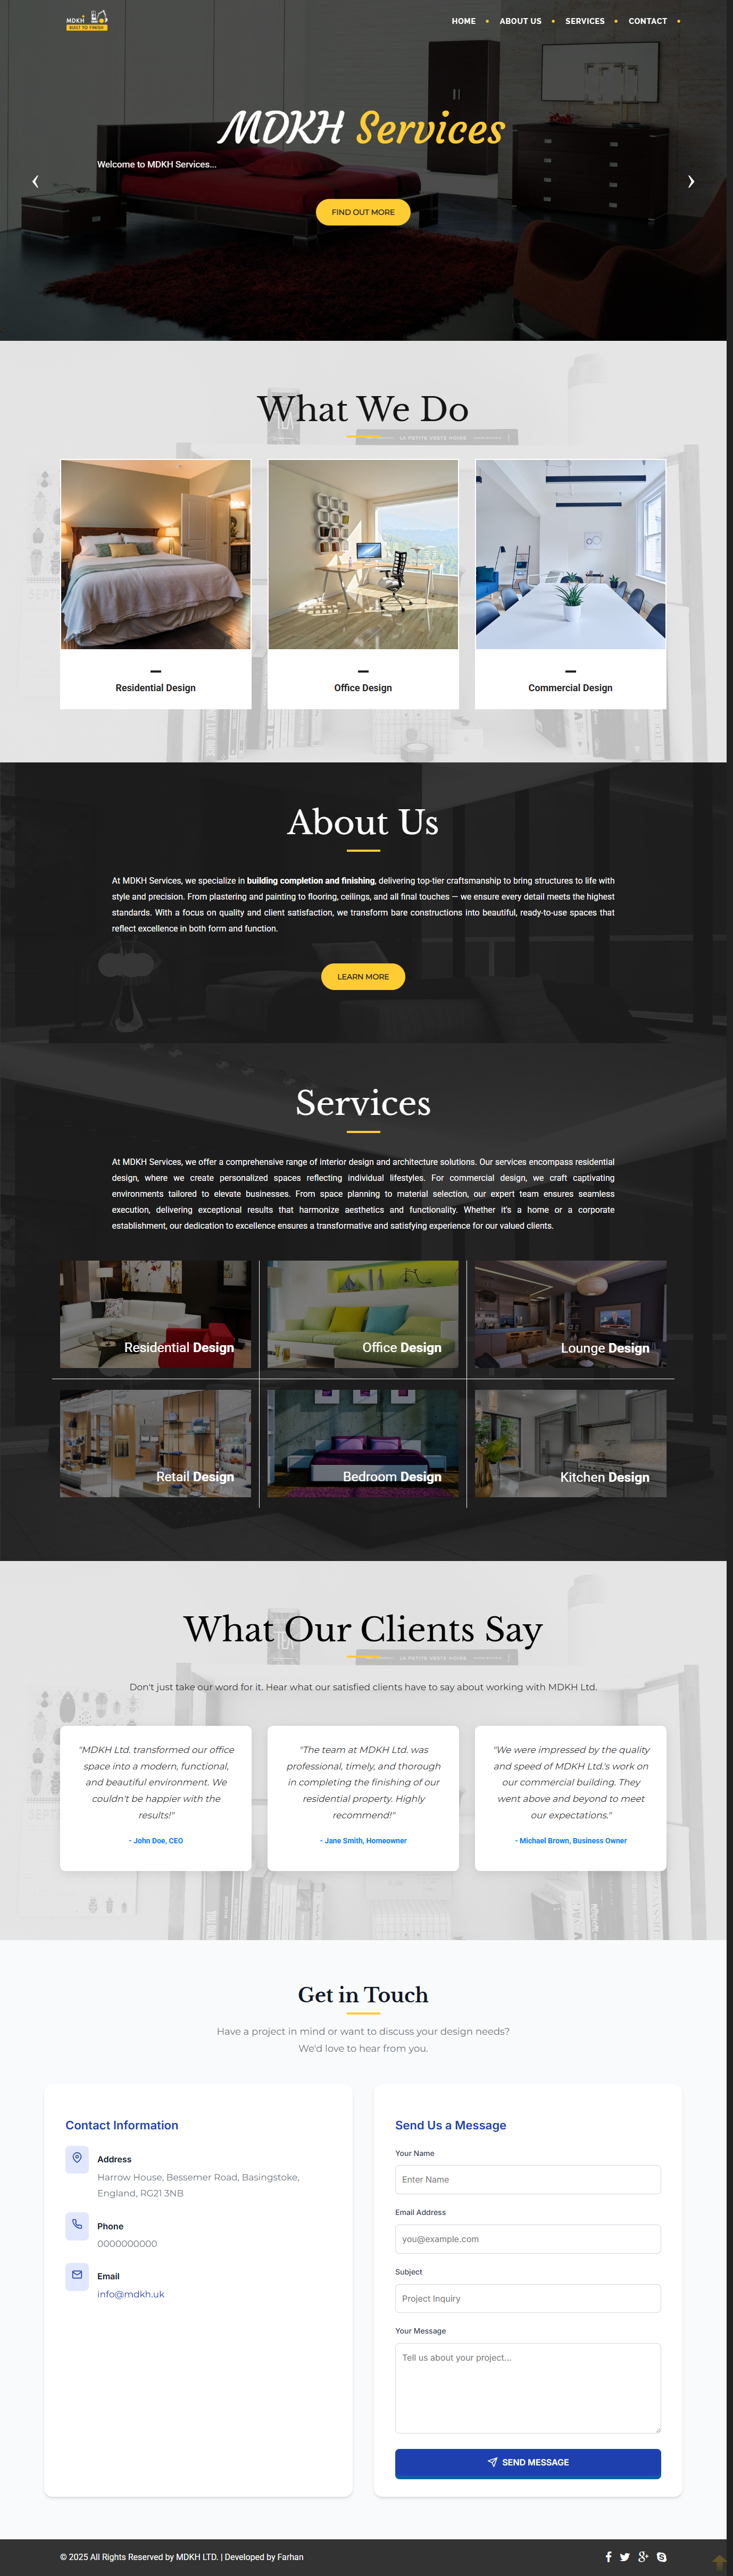 MDKH
BUILT TO FINISH
HOME
ABOUT US
SERVICES
CONTACT
MDKH Services
Welcome to MDKH Services...
FIND OUT MORE
What We Do
TEA
LA PETITE VESTE HOMME
SEPT
Residential Design
Office Design
Commercial Design
About Us
At MDKH Services, we specialize in building completion and finishing, delivering top-tier craftsmanship to bring structures to life with
style and precision. From plastering and painting to flooring, ceilings, and all final touches — we ensure every detail meets the highest
standards. With a focus on quality and client satisfaction, we transform bare constructions into beautiful, ready-to-use spaces that
reflect excellence in both form and function.
LEARN MORE
Services
At MDKH Services, we offer a comprehensive range of interior design and architecture solutions. Our services encompass residential
design, where we create personalized spaces reflecting individual lifestyles. For commercial design, we craft captivating
environments tailored to elevate businesses. From space planning to material selection, our expert team ensures seamless
execution, delivering exceptional results that harmonize aesthetics and functionality. Whether it's a home or a corporate
establishment, our dedication to excellence ensures a transformative and satisfying experience for our valued clients.
Residential Design
Office Design
Lounge Design
Retail Design
Bedroom Design
Kitchen Design
What Our Clients Say
TEA
Don't just take our word for it. Hear what our satisfied clients have to say about working with MDKH Ltd.
"MDKH Ltd. transformed our office
space into a modern, functional,
and beautiful environment. We
couldn't be happier with the
results!"
- John Doe, CEO
"The team at MDKH Ltd. was
professional, timely, and thorough
in completing the finishing of our
residential property. Highly
recommend!"
- Jane Smith, Homeowner
"We were impressed by the quality
and speed of MDKH Ltd.'s work on
our commercial building. They
went above and beyond to meet
our expectations."
- Michael Brown, Business Owner
Get in Touch
Have a project in mind or want to discuss your design needs?
We'd love to hear from you.
Contact Information
Address
Harrow House, Bessemer Road, Basingstoke,
England, RG21 3NB
Phone
0000000000
Email
info@mdkh.uk
Send Us a Message
Your Name
Enter Name
Email Address
you@example.com
Subject
Project Inquiry
Your Message
Tell us about your project...
SEND MESSAGE
© 2025 All Rights Reserved by MDKH LTD. | Developed by Farhan